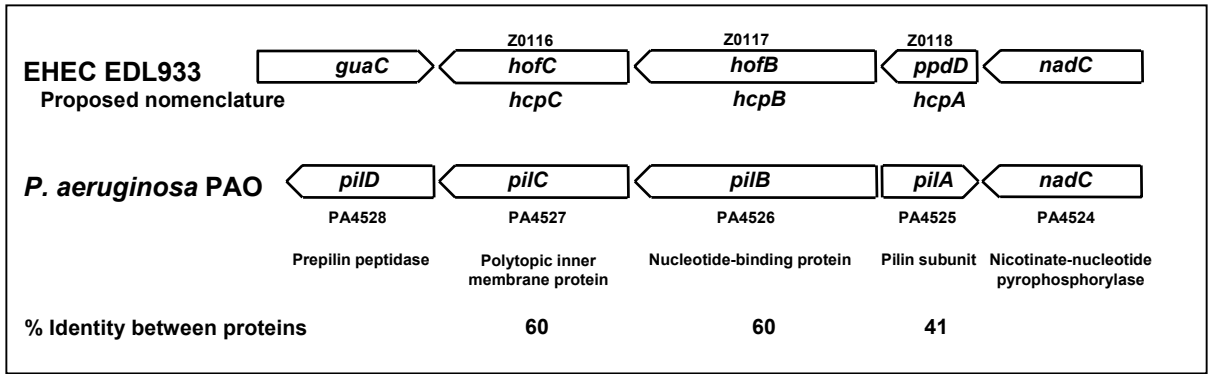 Z0116 Z0117 Z0118
EHEC EDL933 guaC hofC hofB ppdD nadC
Proposed nomenclature hcpC hcpB hcpA
P. aeruginosa PAO pilD pilC pilB pilA nadC
PA4528 PA4527 PA4526 PA4525 PA4524
Prepilin peptidase Polytopic inner Nucleotide-binding protein Pilin subunit Nicotinate-nucleotide
membrane protein pyrophosphorylase
% Identity between proteins 60 60 41